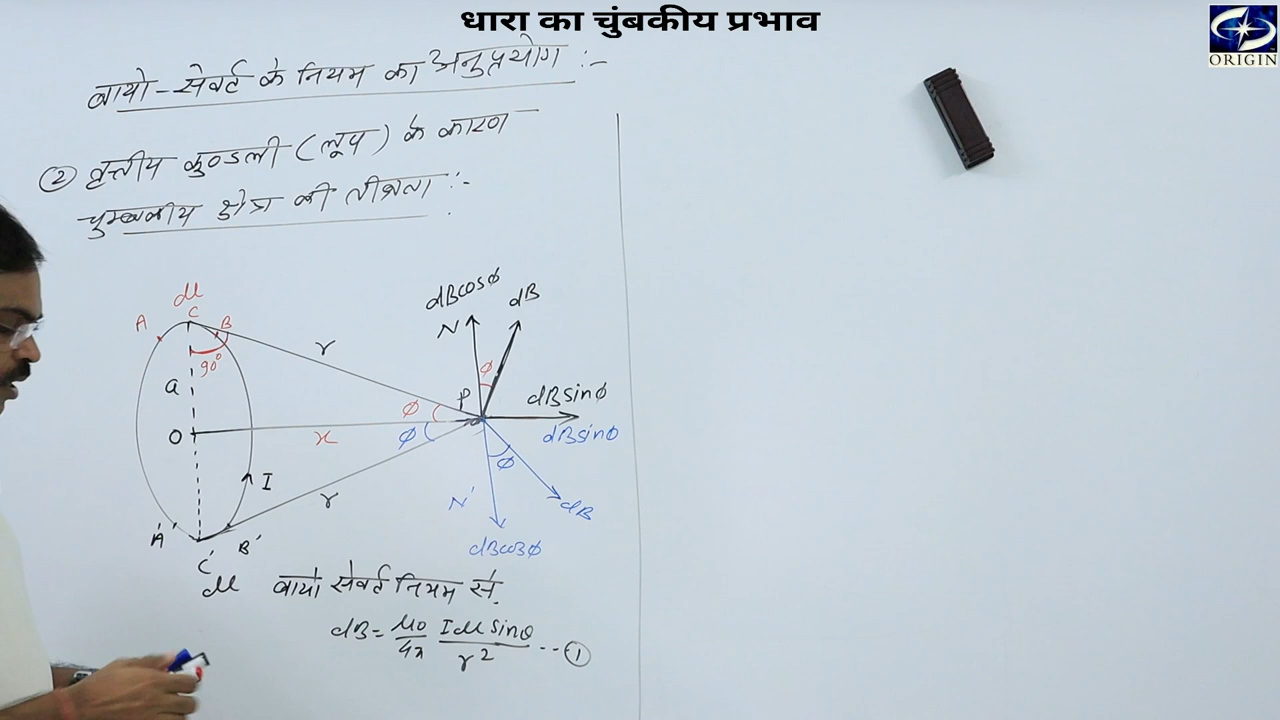 धारा का चुंबकीय प्रभाव
ORIGIN
बायो-सेवर्ट के नियम का अनुप्रयोग :-
② वृत्तीय कुण्डली (लूप) के कारण
चुम्बकीय क्षेत्र की तीव्रता :-
dBcosϕ
dB
dl
C
A
B
N
90°
r
ϕ
a
P
dBsinϕ
ϕ
O
x
ϕ
dBsinϕ
ϕ
I
r
N'
dB
A'
B'
dBcosϕ
C'
dl बायो सेवर्ट नियम से.
dB = μ0/4π Idl sinθ/r² --①